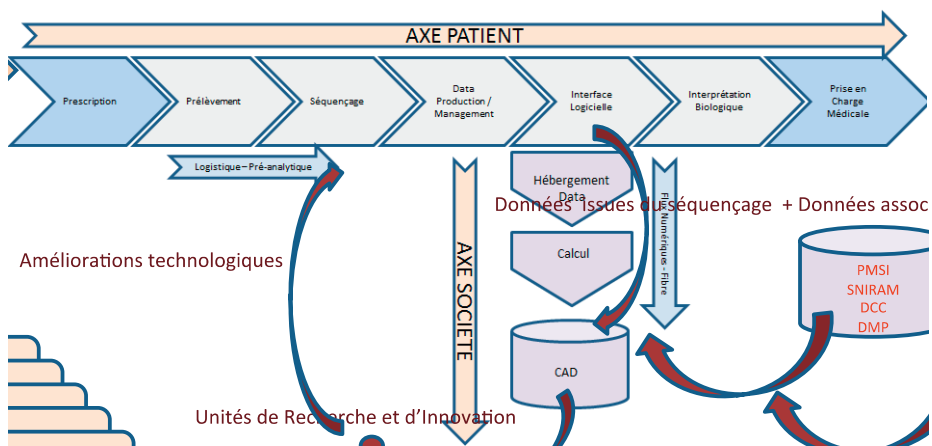 AXE PATIENT
Prescription
Prélèvement
Séquençage
Data
Production /
Management
Interface
Logicielle
Interprétation
Biologique
Prise en
Charge
Médicale
Logistique – Pré-analytique
Hébergement
Data
Données issues du séquençage + Données assoc
Flux Numériques - Fibre
Calcul
AXE SOCIETE
Améliorations technologiques
PMSI
SNIRAM
DCC
DMP
CAD
Unités de Recherche et d'Innovation